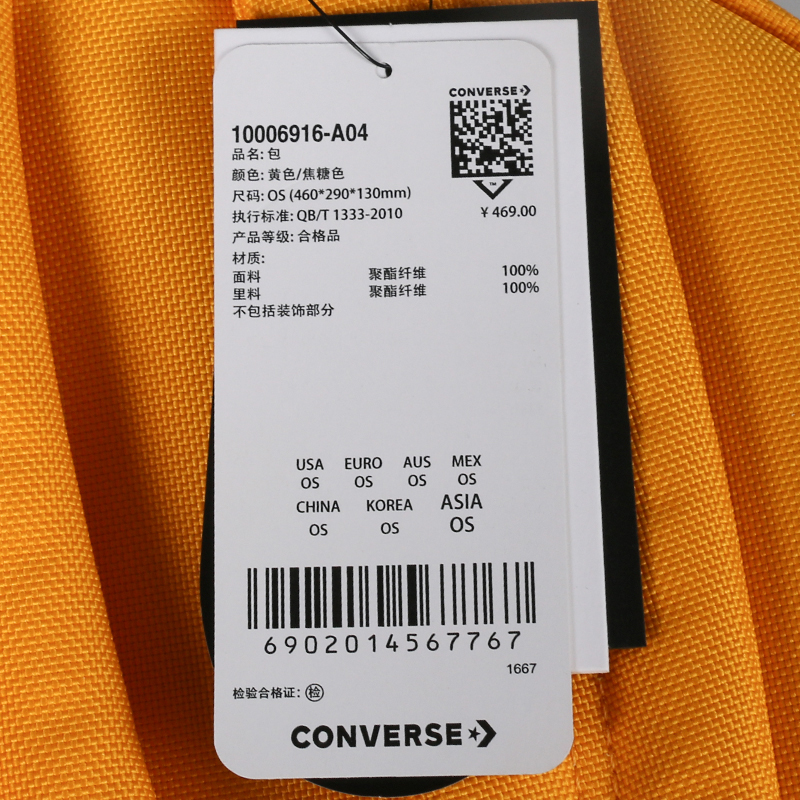 CONVERSE
10006916-A04
品名: 包
颜色: 黄色/焦糖色
尺码: OS (460*290*130mm)
执行标准: QB/T 1333-2010
™
¥ 469.00
产品等级: 合格品
材质:
面料 聚酯纤维 100%
里料 聚酯纤维 100%
不包括装饰部分
USA EURO AUS MEX
OS OS OS OS
CHINA KOREA ASIA
OS OS OS
6902014567767
1667
检验合格证: 检
CONVERSE